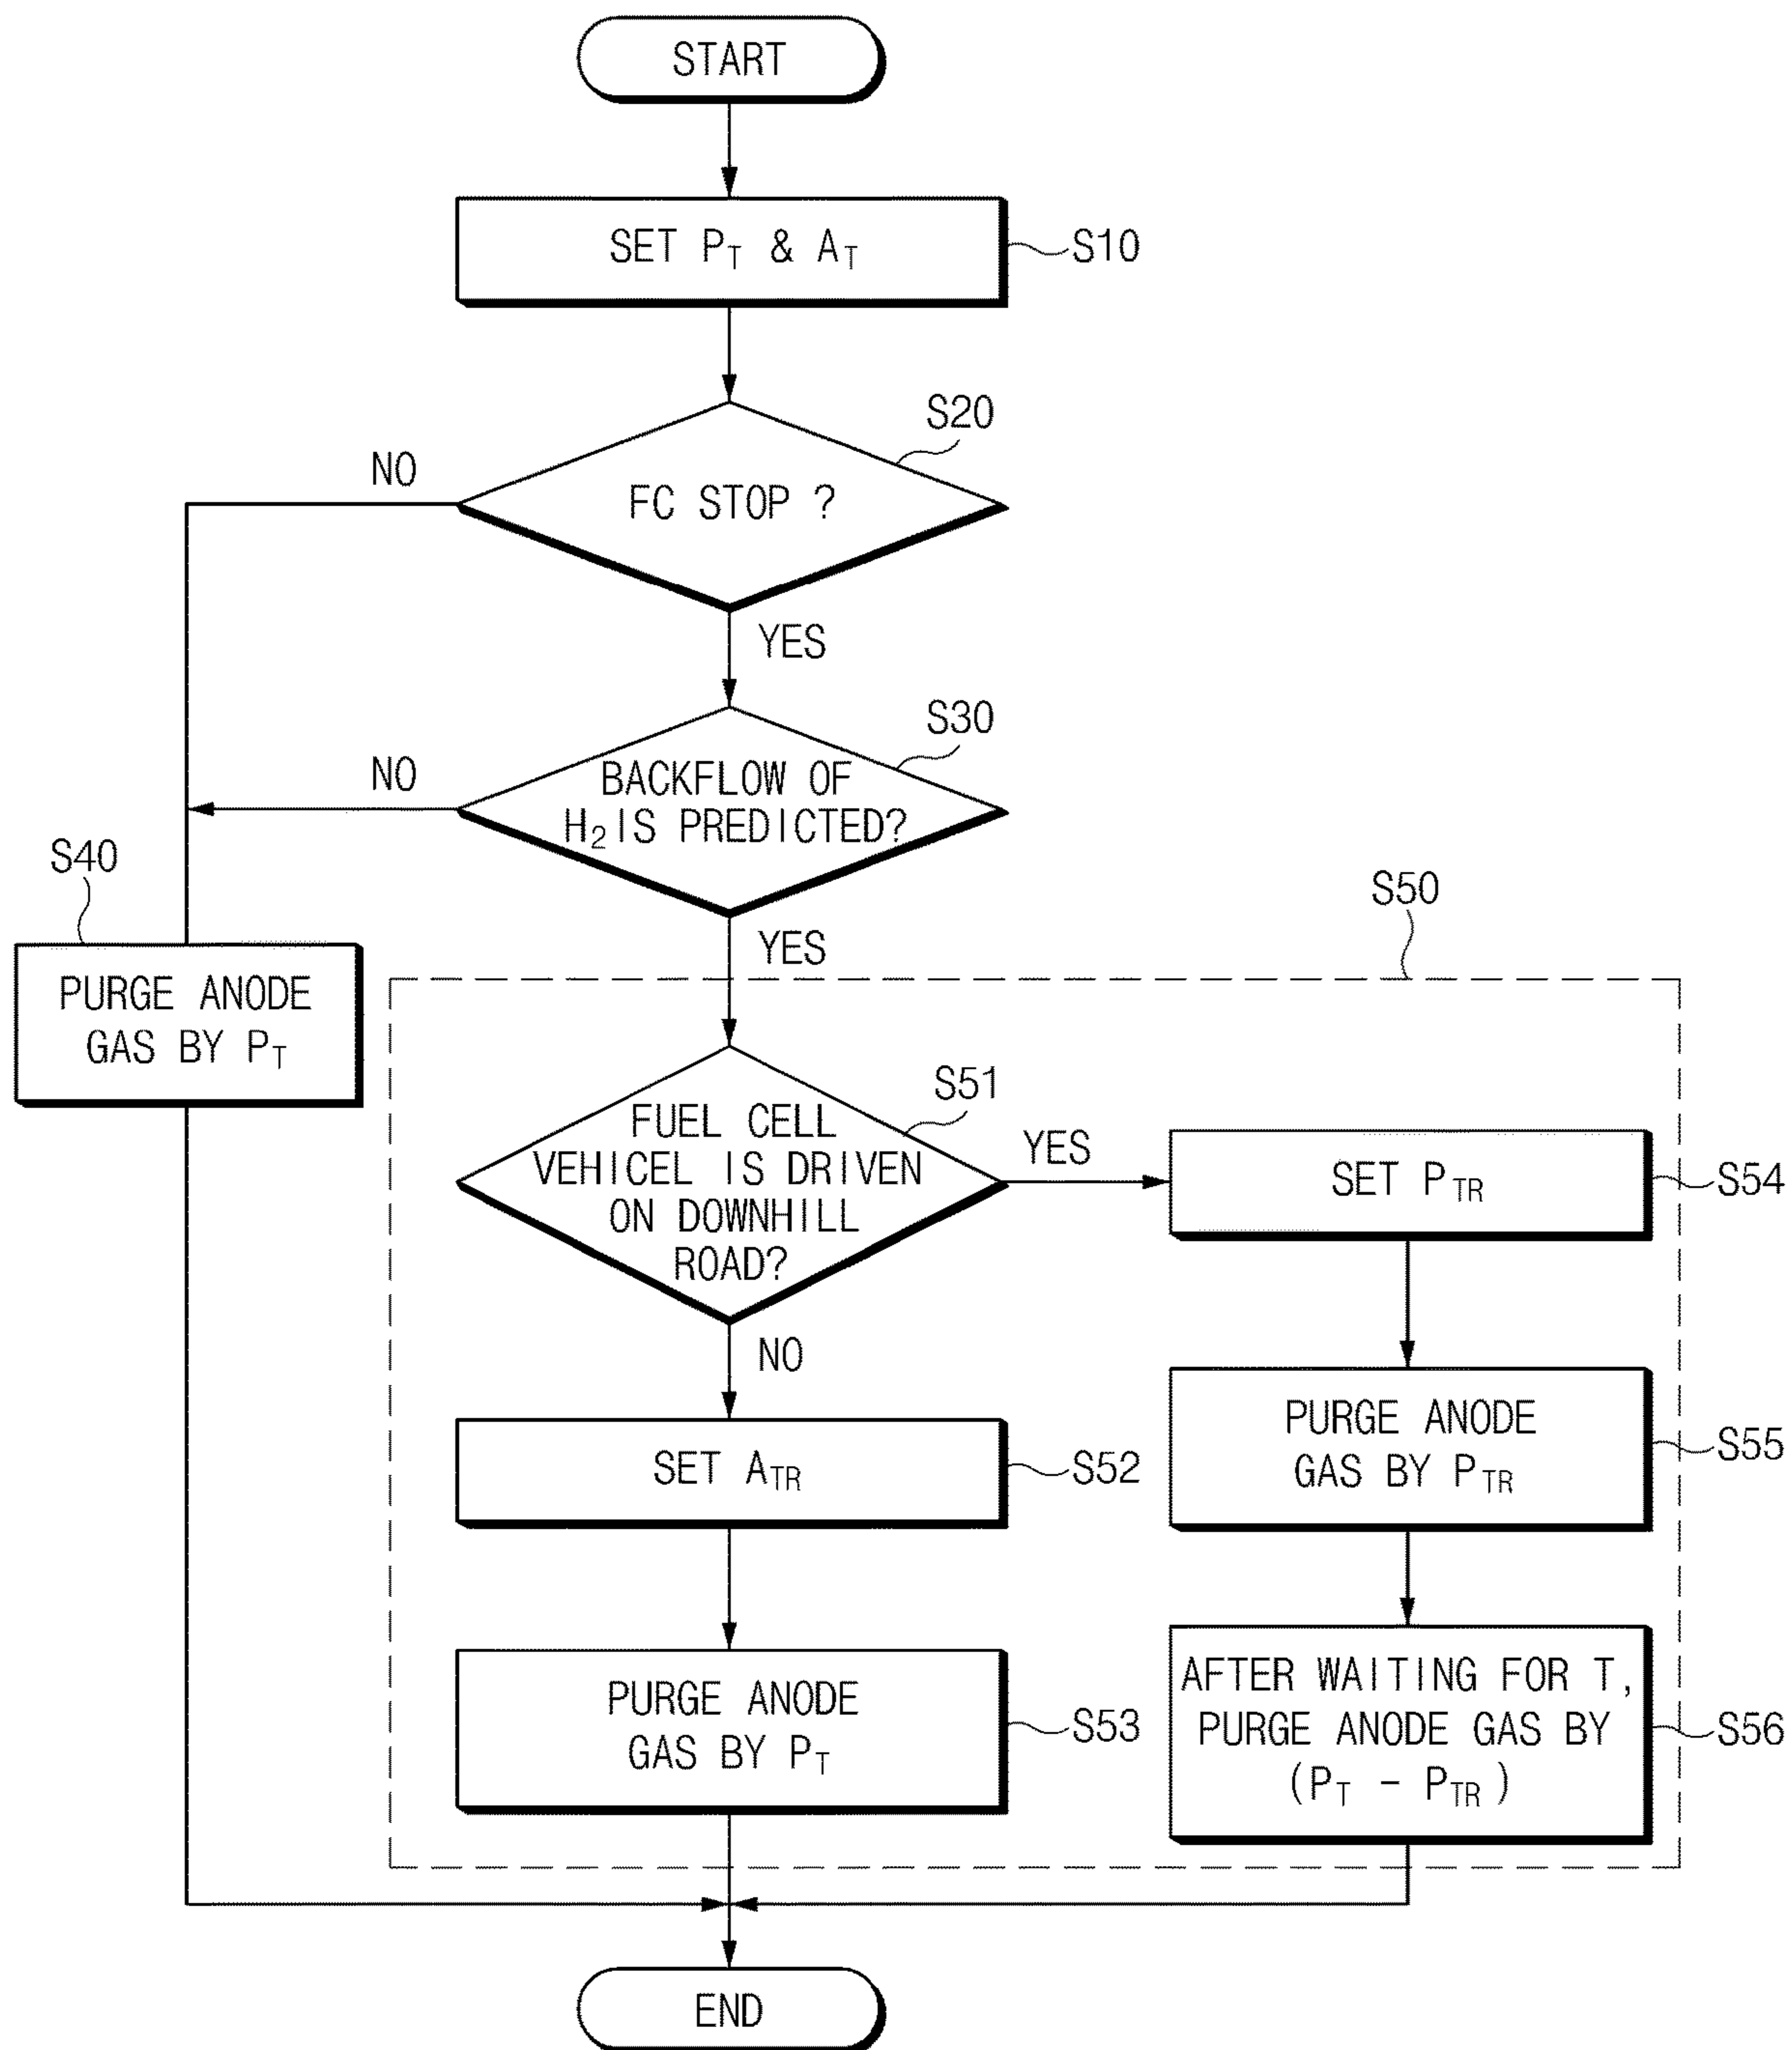 START
SET P_T & A_T
S10
S20
FC STOP ?
NO
YES
S30
BACKFLOW OF
H₂ IS PREDICTED?
NO
YES
S40
PURGE ANODE
GAS BY P_T
S50
S51
FUEL CELL
VEHICEL IS DRIVEN
ON DOWNHILL
ROAD?
YES
NO
SET P_TR
S54
PURGE ANODE
GAS BY P_TR
S55
SET A_TR
S52
PURGE ANODE
GAS BY P_T
S53
AFTER WAITING FOR T,
PURGE ANODE GAS BY
(P_T - P_TR)
S56
END